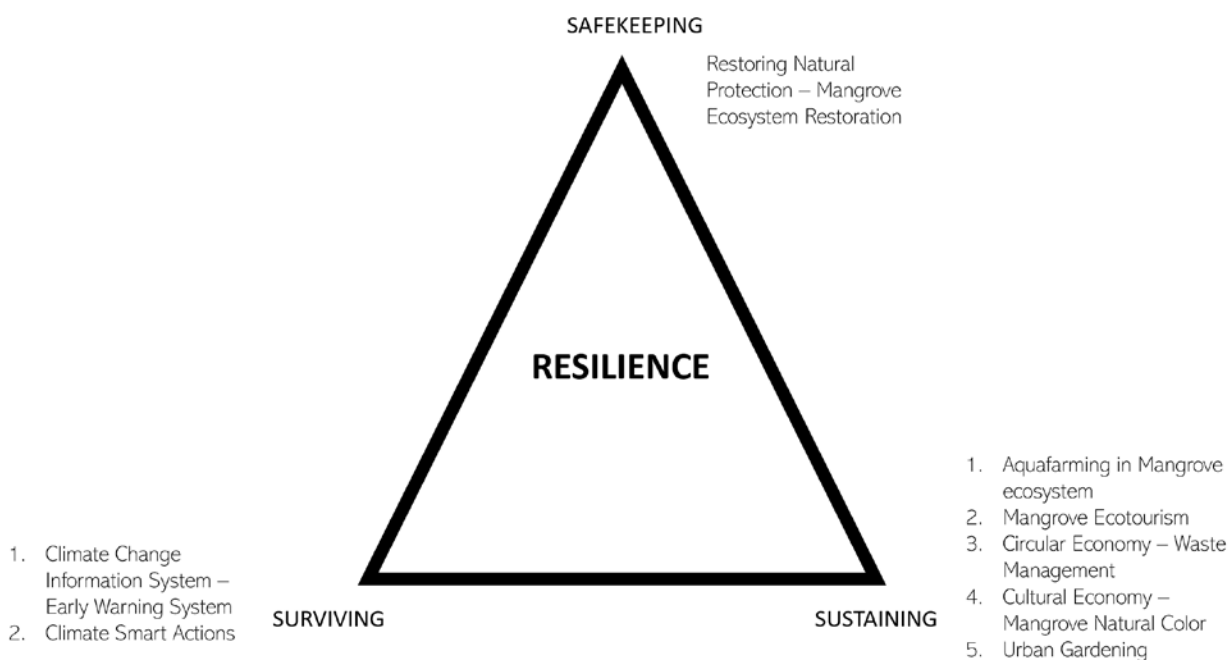 SAFEKEEPING
Restoring Natural
Protection – Mangrove
Ecosystem Restoration
RESILIENCE
1. Climate Change
Information System –
Early Warning System
2. Climate Smart Actions
SURVIVING
SUSTAINING
1. Aquafarming in Mangrove
ecosystem
2. Mangrove Ecotourism
3. Circular Economy – Waste
Management
4. Cultural Economy –
Mangrove Natural Color
5. Urban Gardening